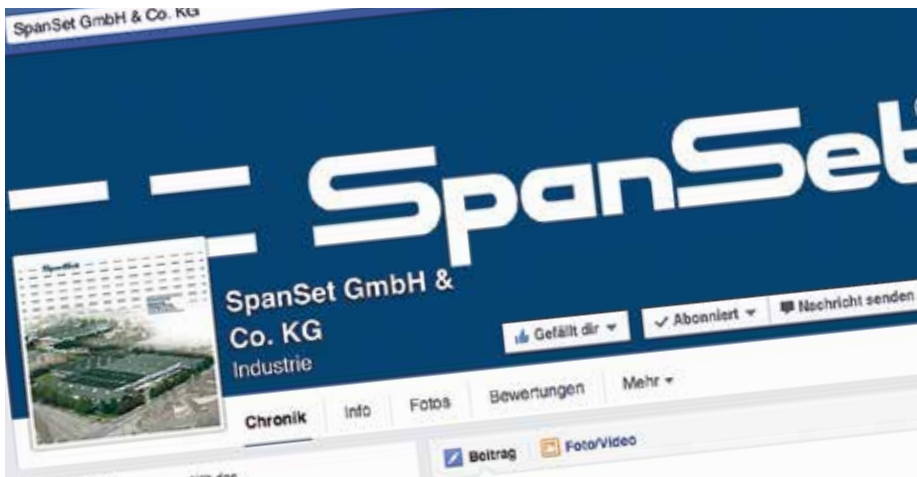 SpanSet GmbH & Co. KG
SpanSet
SpanSet
SpanSet GmbH &
Co. KG
Industrie
Gefällt dir
Abonniert
Nachricht senden
Chronik
Info
Fotos
Bewertungen
Mehr
Beitrag
Foto/Video